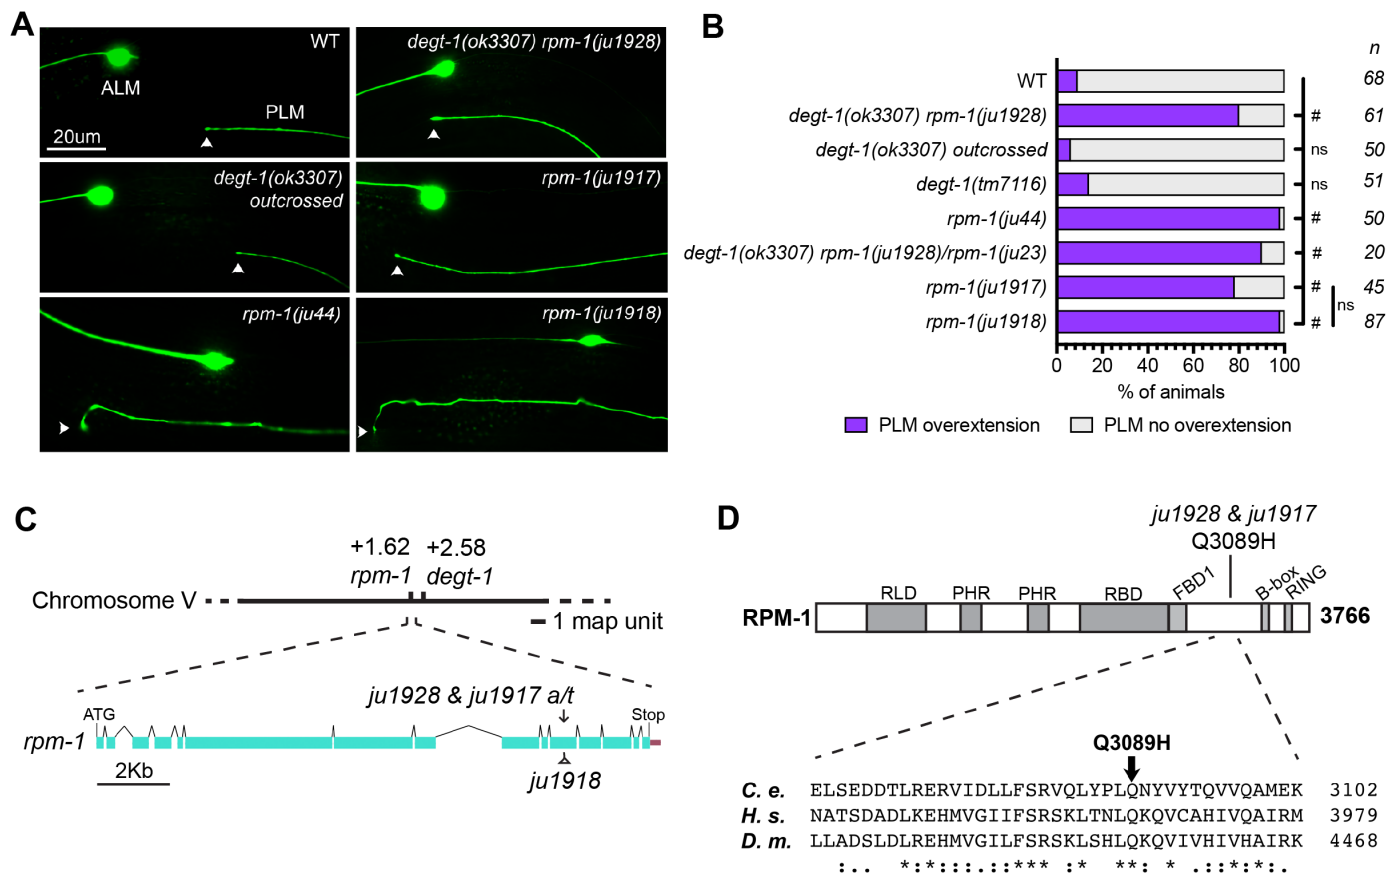 A
WT
ALM
PLM
20um
degt-1(ok3307) rpm-1(ju1928)
degt-1(ok3307)
outcrossed
rpm-1(ju1917)
rpm-1(ju44)
rpm-1(ju1918)
B
n
WT 68
degt-1(ok3307) rpm-1(ju1928) # 61
degt-1(ok3307) outcrossed ns 50
degt-1(tm7116) ns 51
rpm-1(ju44) # 50
degt-1(ok3307) rpm-1(ju1928)/rpm-1(ju23) # 20
rpm-1(ju1917) # 45
ns
rpm-1(ju1918) # 87
0 20 40 60 80 100
% of animals
PLM overextension PLM no overextension
C
+1.62 +2.58
rpm-1 degt-1
Chromosome V
1 map unit
ju1928 & ju1917 a/t
ATG Stop
rpm-1
2Kb
ju1918
D
ju1928 & ju1917
Q3089H
RLD PHR PHR RBD FBD1 B-box RING
RPM-1 3766
Q3089H
C. e. ELSEDDTLRERVIDLLFSRVQLYPLQNYVYTQVVQAMEK 3102
H. s. NATSDADLKEHMVGIIFSRSKLTNLQKQVCAHIVQAIRM 3979
D. m. LLADSLDLREHMVGILFSRSKLSHLQKQVIVHIVHAIRK 4468
:.. *:*::.::*** :* **: * .::*:*:.